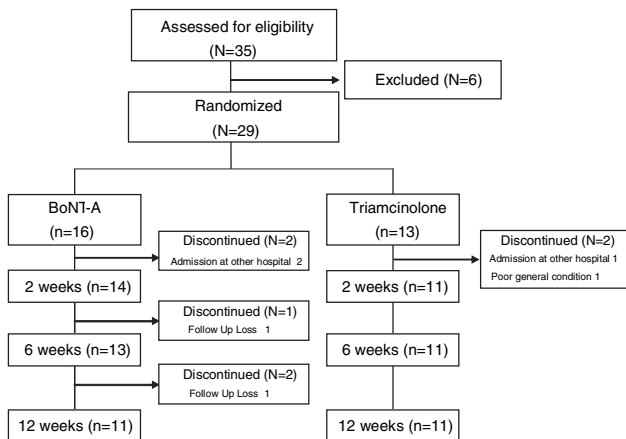 Assessed for eligibility
(N=35)
Excluded (N=6)
Randomized
(N=29)
BoNT-A
(n=16)
Triamcinolone
(n=13)
Discontinued (N=2)
Admission at other hospital 2
Discontinued (N=2)
Admission at other hospital 1
Poor general condition 1
2 weeks (n=14)
2 weeks (n=11)
Discontinued (N=1)
Follow Up Loss 1
6 weeks (n=13)
6 weeks (n=11)
Discontinued (N=2)
Follow Up Loss 1
12 weeks (n=11)
12 weeks (n=11)